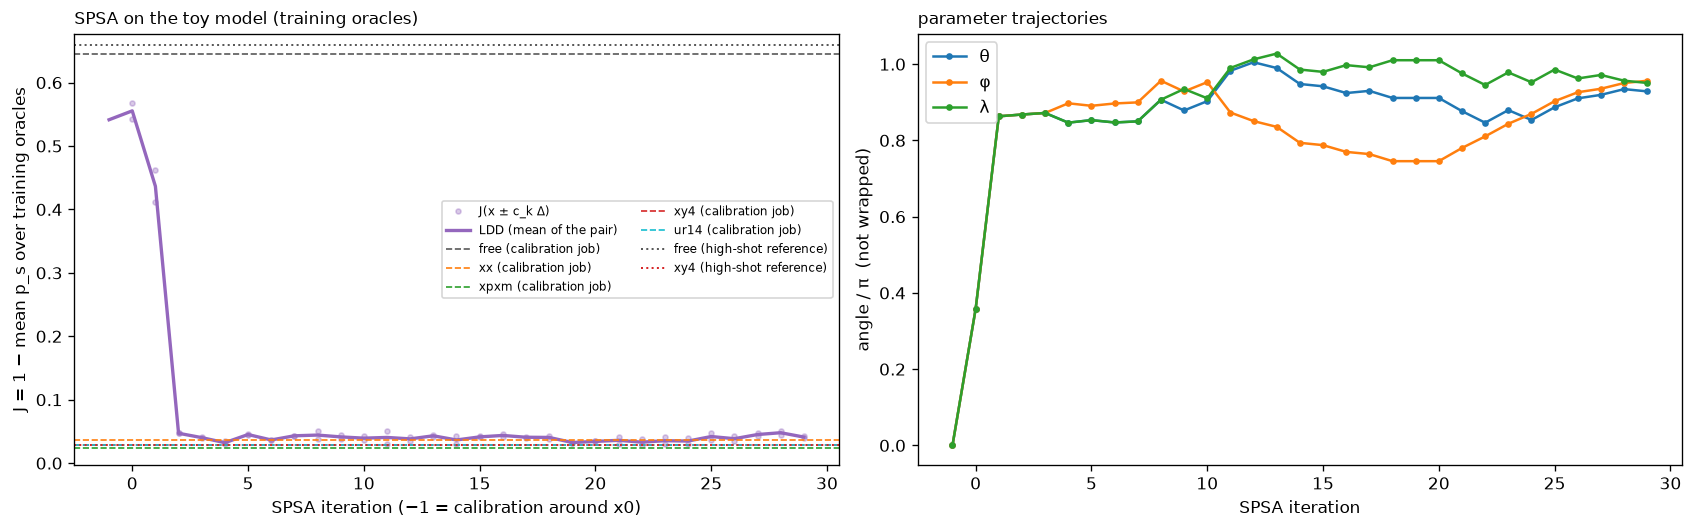 SPSA on the toy model (training oracles)
J = 1 − mean p_s over training oracles
0.6
0.5
0.4
0.3
0.2
0.1
0.0
J(x ± c_k Δ)
LDD (mean of the pair)
free (calibration job)
xx (calibration job)
xpxm (calibration job)
xy4 (calibration job)
ur14 (calibration job)
free (high-shot reference)
xy4 (high-shot reference)
0 5 10 15 20 25 30
SPSA iteration (−1 = calibration around x0)
parameter trajectories
angle / π (not wrapped)
1.0
0.8
0.6
0.4
0.2
0.0
θ
φ
λ
0 5 10 15 20 25 30
SPSA iteration